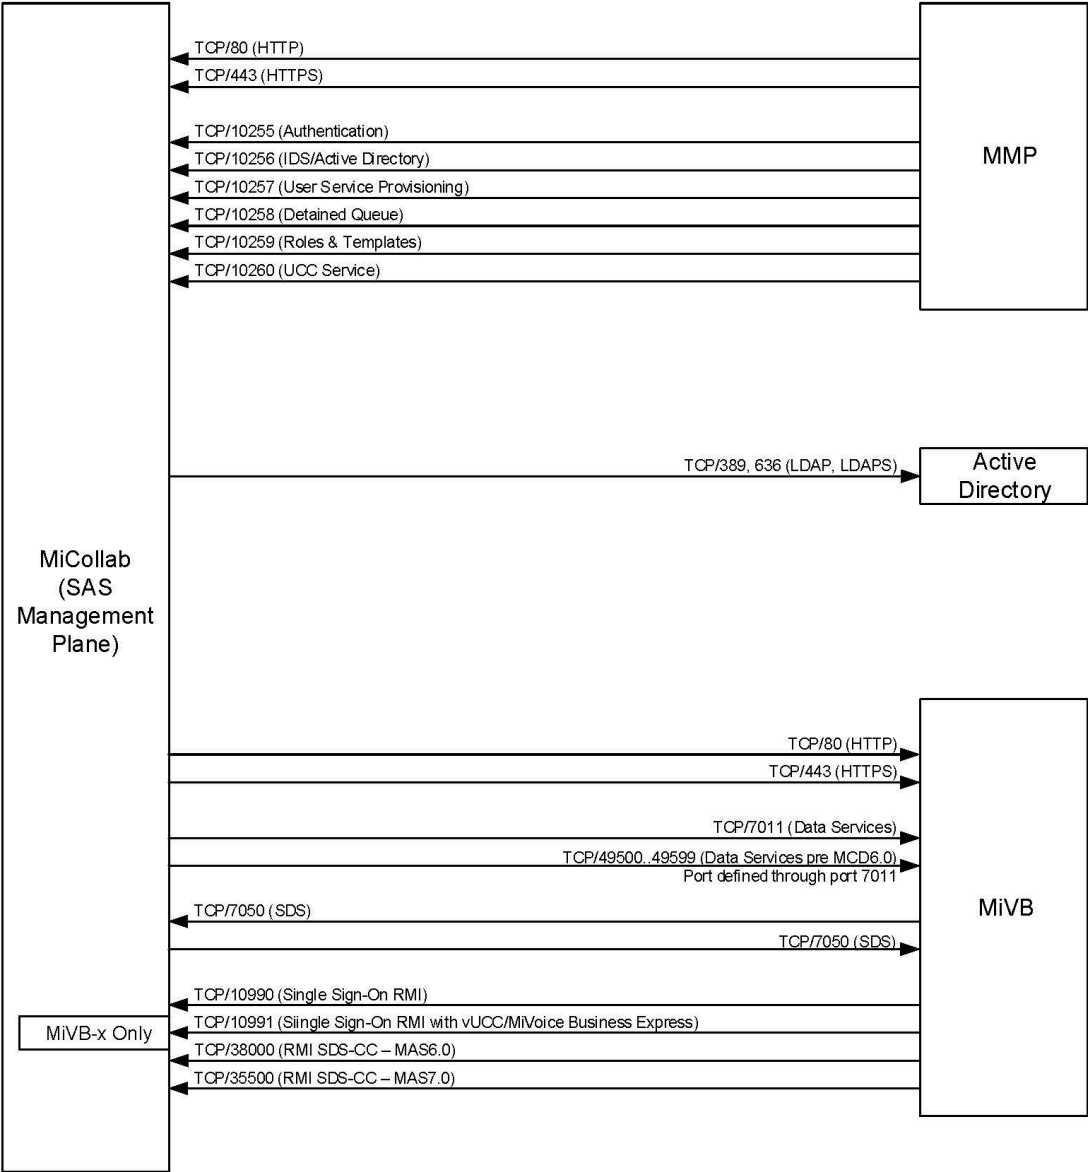 TCP/80 (HTTP)
TCP/443 (HTTPS)
TCP/10255 (Authentication)
TCP/10256 (IDS/Active Directory)
TCP/10257 (User Service Provisioning)
TCP/10258 (Detained Queue)
TCP/10259 (Roles & Templates)
TCP/10260 (UCC Service)
MMP
TCP/389, 636 (LDAP, LDAPS)
Active
Directory
MiCollab
(SAS
Management
Plane)
TCP/80 (HTTP)
TCP/443 (HTTPS)
TCP/7011 (Data Services)
TCP/49500..49599 (Data Services pre MCD6.0)
Port defined through port 7011
MiVB
TCP/7050 (SDS)
TCP/7050 (SDS)
TCP/10990 (Single Sign-On RMI)
MiVB-x Only
TCP/10991 (Siingle Sign-On RMI with vUCC/MiVoice Business Express)
TCP/38000 (RMI SDS-CC – MAS6.0)
TCP/35500 (RMI SDS-CC – MAS7.0)